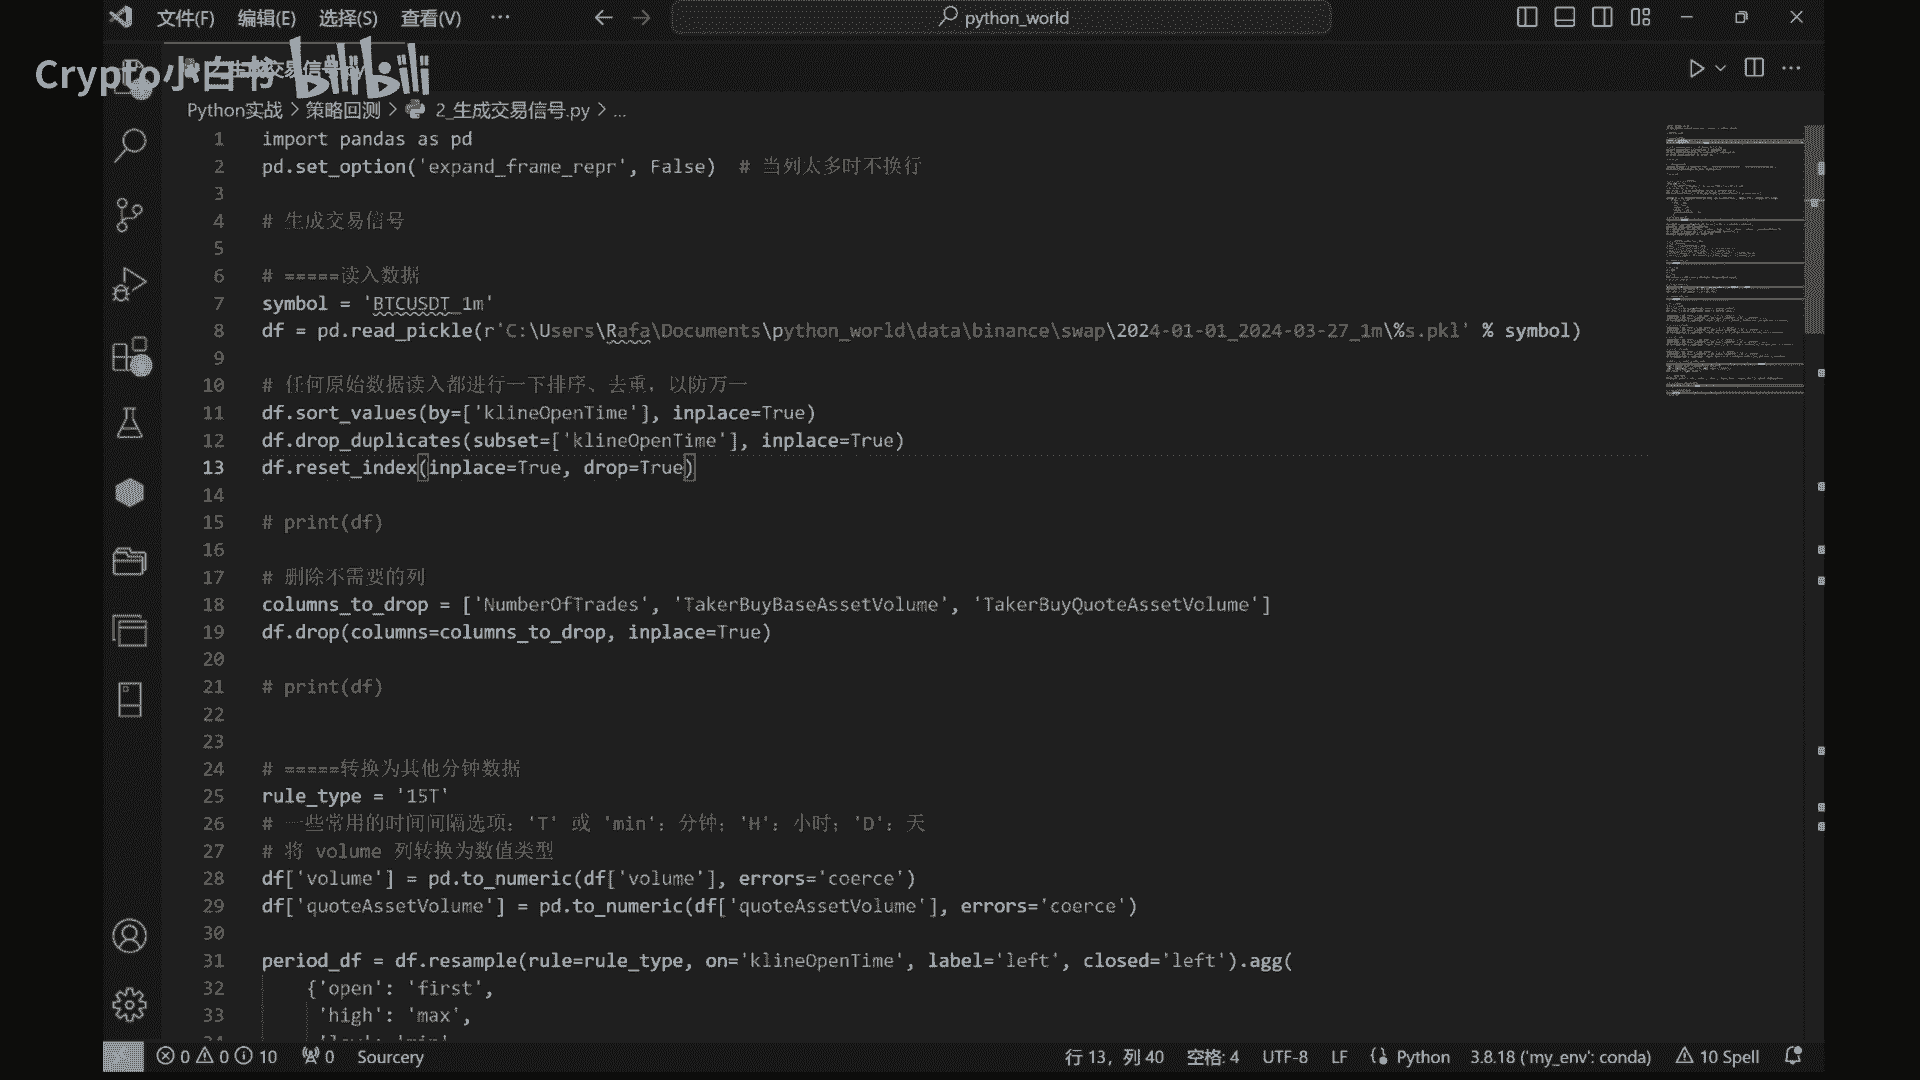 文件(F) 编辑(E) 选择(S) 查看(V) ··· python_world
Crypto小白书 bilibili
Python实战 > 策略回测 > 2_生成交易信号.py > ...
1 import pandas as pd
2 pd.set_option('expand_frame_repr', False)  # 当列太多时不换行
3
4 # 生成交易信号
5
6 # =====读入数据
7 symbol = 'BTCUSDT_1m'
8 df = pd.read_pickle(r'C:\Users\Rafa\Documents\python_world\data\binance\swap\2024-01-01_2024-03-27_1m\%s.pkl' % symbol)
9
10 # 任何原始数据读入都进行一下排序、去重，以防万一
11 df.sort_values(by=['klineOpenTime'], inplace=True)
12 df.drop_duplicates(subset=['klineOpenTime'], inplace=True)
13 df.reset_index(inplace=True, drop=True)
14
15 # print(df)
16
17 # 删除不需要的列
18 columns_to_drop = ['NumberOfTrades', 'TakerBuyBaseAssetVolume', 'TakerBuyQuoteAssetVolume']
19 df.drop(columns=columns_to_drop, inplace=True)
20
21 # print(df)
22
23
24 # =====转换为其他分钟数据
25 rule_type = '15T'
26 # 一些常用的时间间隔选项：'T' 或 'min'：分钟；'H'：小时；'D'：天
27 # 将 volume 列转换为数值类型
28 df['volume'] = pd.to_numeric(df['volume'], errors='coerce')
29 df['quoteAssetVolume'] = pd.to_numeric(df['quoteAssetVolume'], errors='coerce')
30
31 period_df = df.resample(rule=rule_type, on='klineOpenTime', label='left', closed='left').agg(
32 {'open': 'first',
33 'high': 'max',
0 0 10 0 Sourcery 行 13，列 40 空格: 4 UTF-8 LF Python 3.8.18 ('my_env': conda) 10 Spell